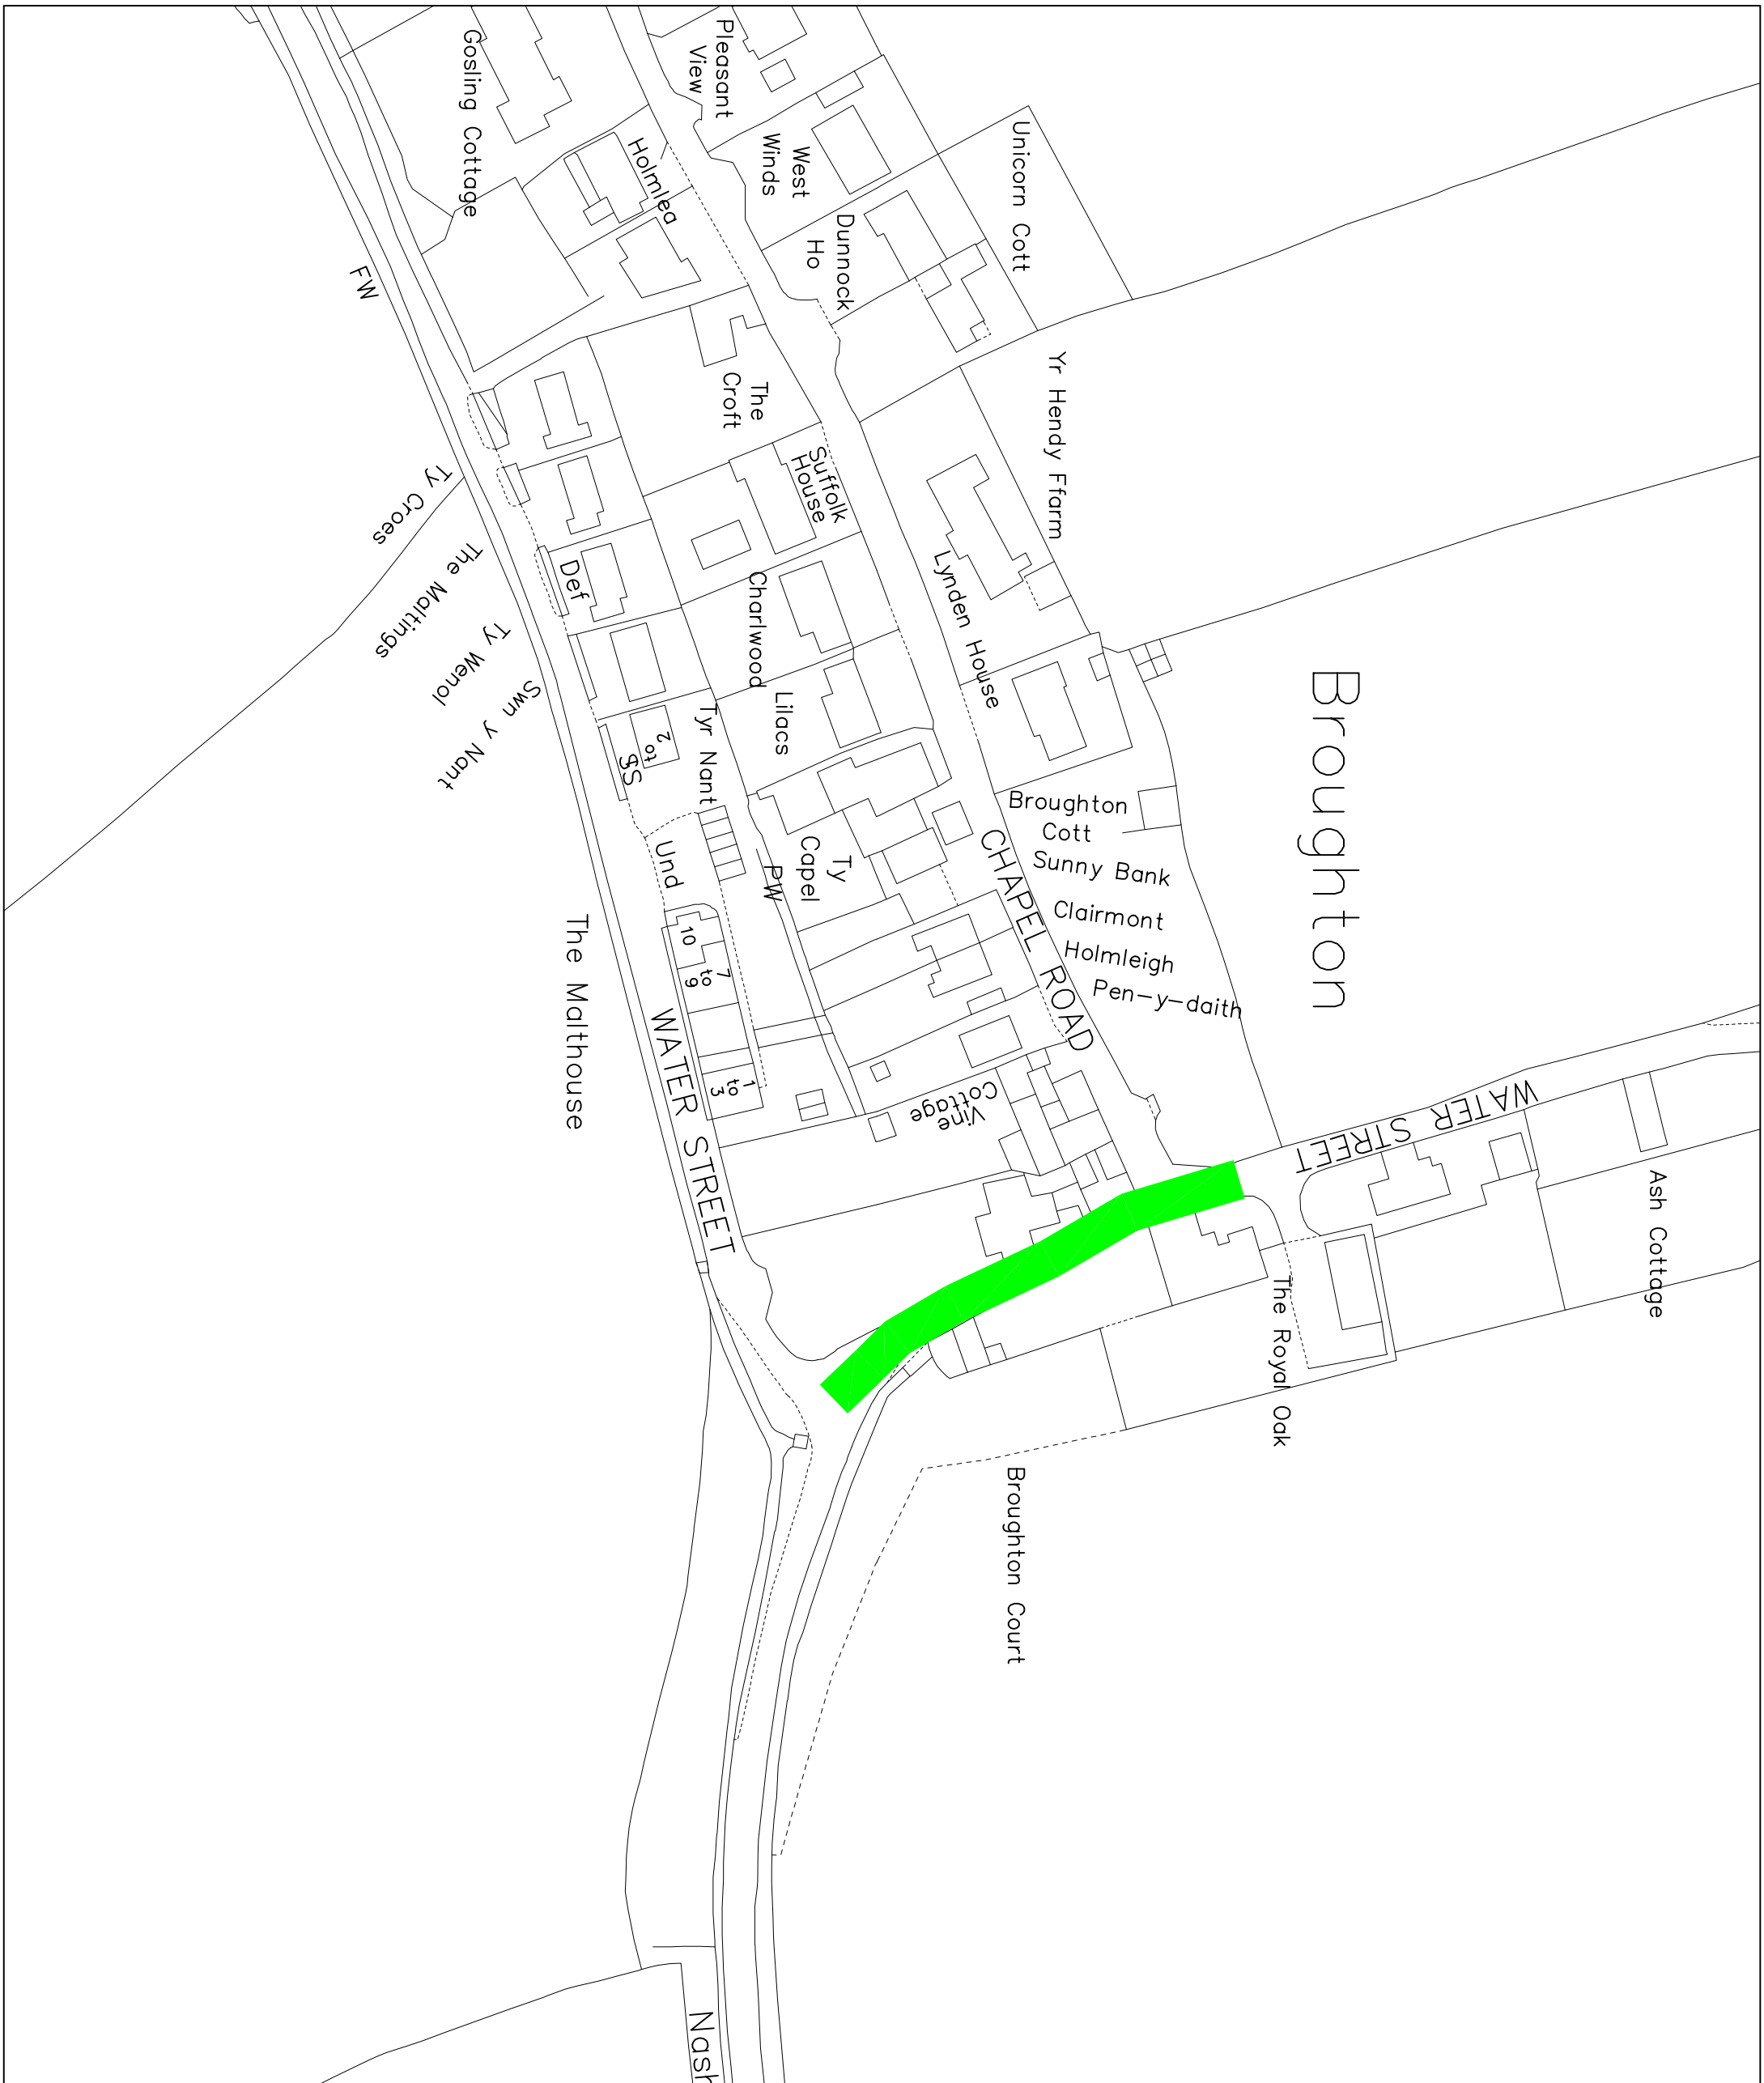 Gosling Cottage
Pleasant
View
Holmlea
West
Winds
Unicorn Cott
Dunnock
Ho
FW
The
Croft
Yr Hendy Ffarm
Suffolk
House
Ty Croes
The Maltings
Ty Wenol
Swn y Nant
Def
Charlwood
Lynden House
Lilacs
Tyr Nant
2
to
5
SS
Broughton
Broughton
Cott
Sunny Bank
Clairmont
Holmleigh
Pen-y-daith
CHAPEL ROAD
Ty
Capel
PW
Und
10
7
to
9
The Malthouse
WATER STREET
1
to
3
Vine
Cottage
WATER STREET
Ash Cottage
The Royal Oak
Broughton Court
Nash